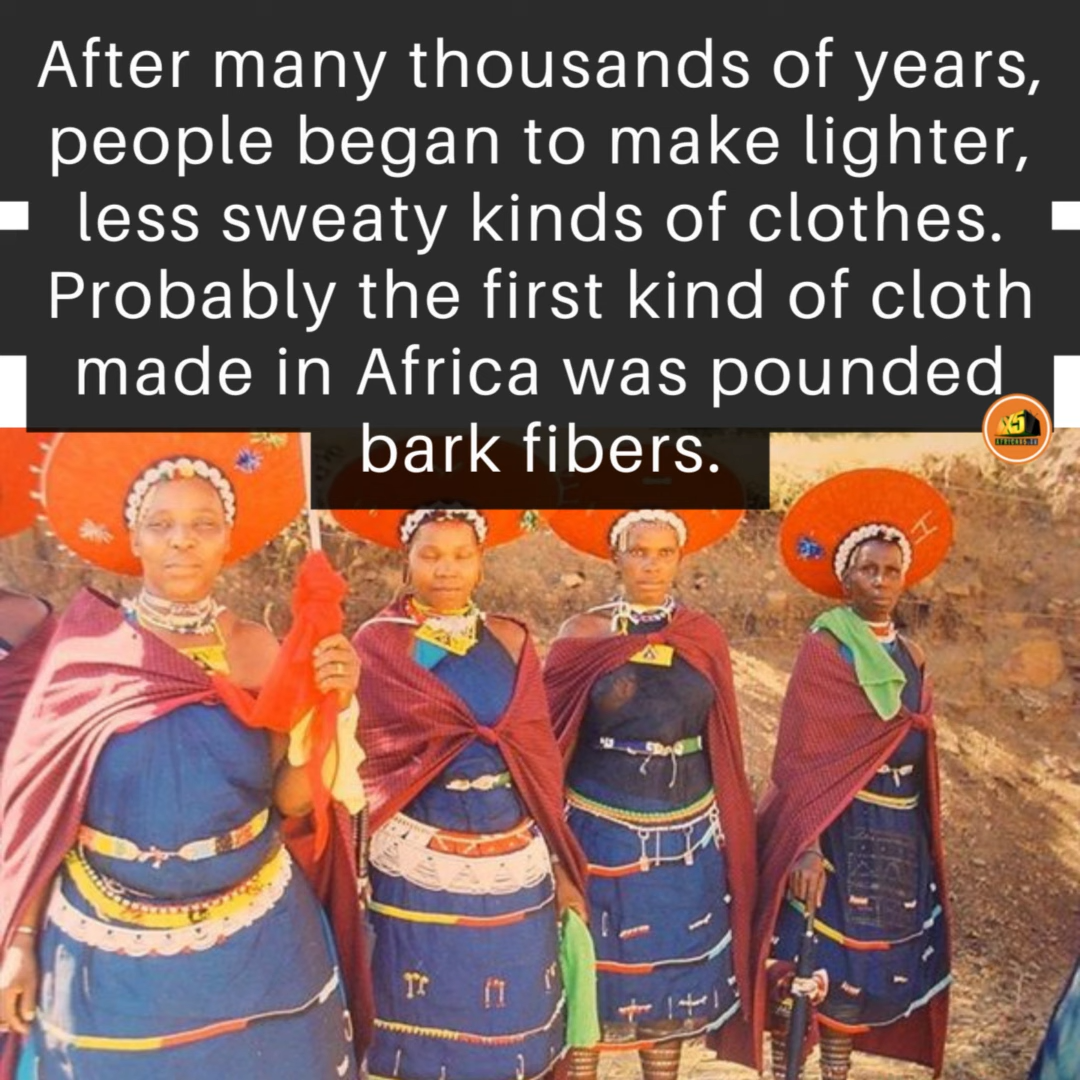 After many thousands of years,
people began to make lighter,
less sweaty kinds of clothes.
Probably the first kind of cloth
made in Africa was pounded
bark fibers.